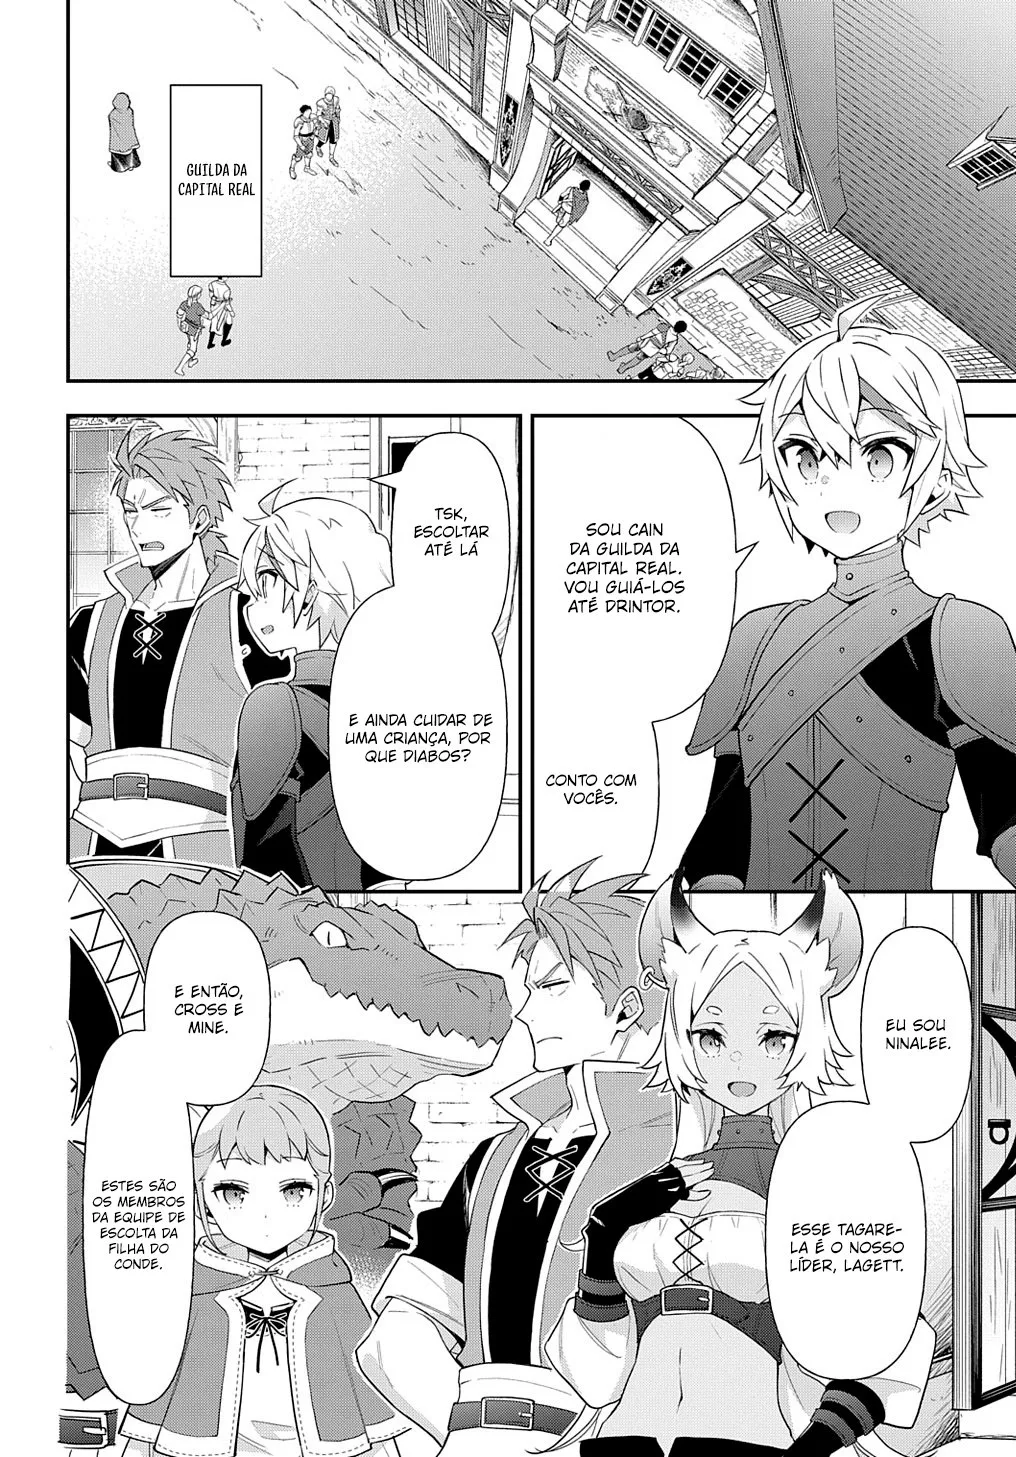 GUILDA DA
CAPITAL REAL
SOU CAIN
DA GUILDA DA
CAPITAL REAL.
VOU GUIÁ-LOS
ATÉ DRINTOR.
CONTO COM
VOCÊS.
TSK,
ESCOLTAR
ATÉ LÁ
E AINDA CUIDAR DE
UMA CRIANÇA, POR
QUE DIABOS?
EU SOU
NINALEE.
ESSE TAGARE-
LA É O NOSSO
LÍDER, LAGETT.
E ENTÃO,
CROSS E
MINE.
ESTES SÃO
OS MEMBROS
DA EQUIPE DE
ESCOLTA DA
FILHA DO
CONDE.